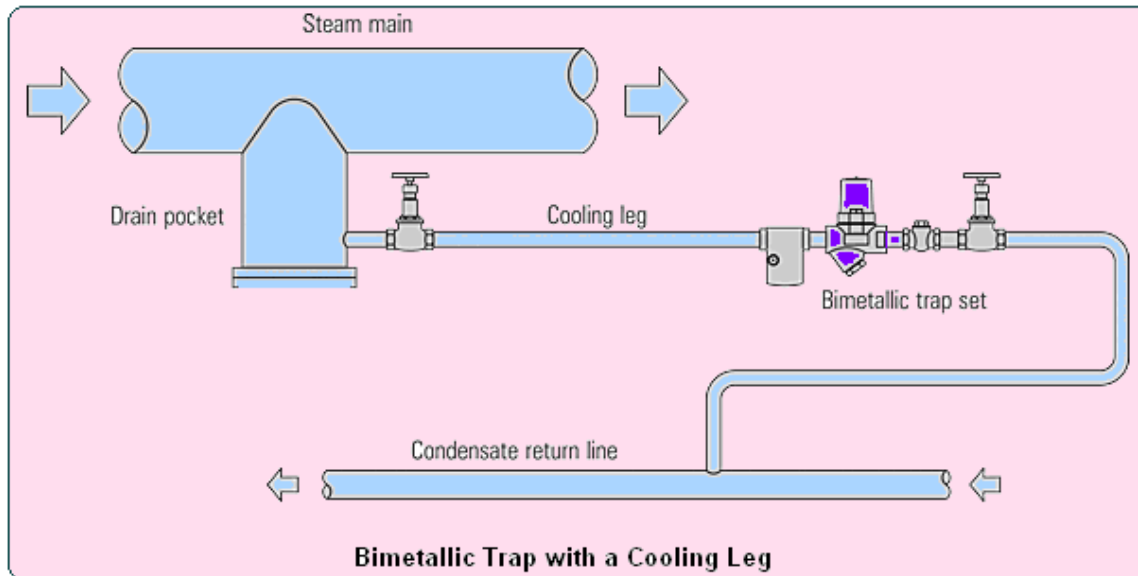 Steam main
Drain pocket
Cooling leg
Bimetallic trap set
Condensate return line
Bimetallic Trap with a Cooling Leg